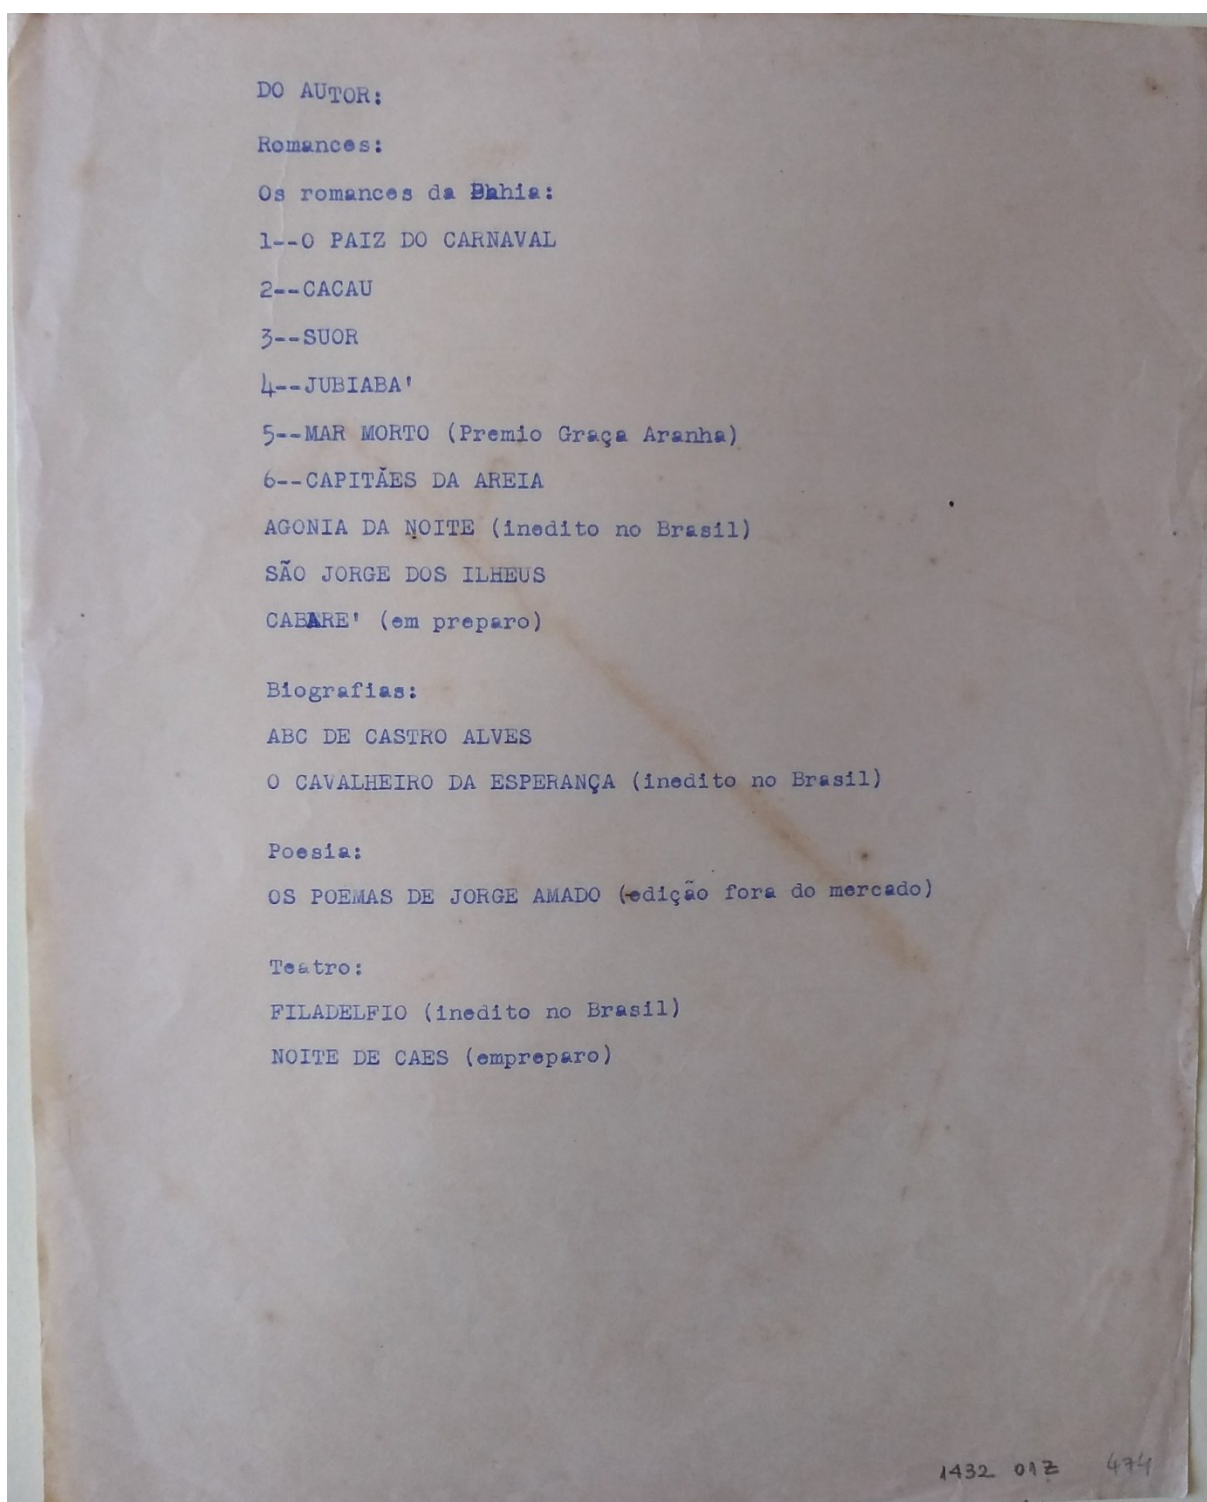 DO AUTOR:
Romances:
Os romances da Bahia:
1--O PAIZ DO CARNAVAL
2--CACAU
3--SUOR
4--JUBIABA'
5--MAR MORTO (Premio Graça Aranha)
6--CAPITÃES DA AREIA
AGONIA DA NOITE (inedito no Brasil)
SÃO JORGE DOS ILHEUS
CABARE' (em preparo)
Biografias:
ABC DE CASTRO ALVES
O CAVALHEIRO DA ESPERANÇA (inedito no Brasil)
Poesia:
OS POEMAS DE JORGE AMADO (edição fora do mercado)
Teatro:
FILADELFIO (inedito no Brasil)
NOITE DE CAES (empreparo)
1432 01Z 474